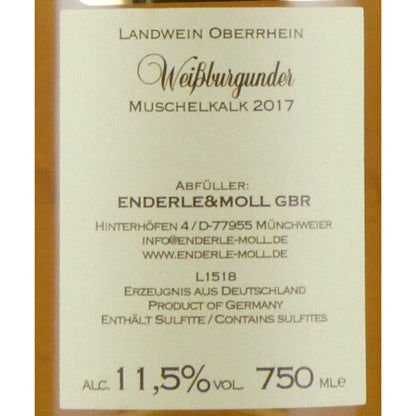 Landwein Oberrhein
Weißburgunder
Muschelkalk 2017
Abfüller:
Enderle&Moll GbR
Hinterhöfen 4 / D-77955 Münchweier
info@enderle-moll.de
www.enderle-moll.de
L1518
Erzeugnis aus Deutschland
Product of Germany
Enthält Sulfite / Contains sulfites
Alc. 11,5% vol. 750 mle